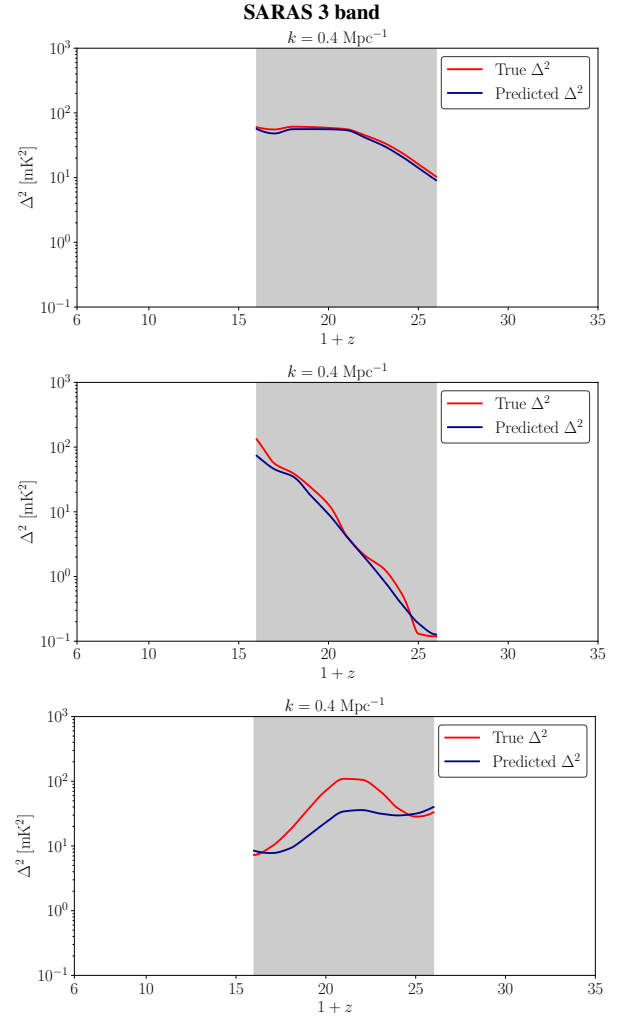 SARAS 3 band
k = 0.4 Mpc⁻¹
10³
10²
10¹
10⁰
10⁻¹
Δ² [mK²]
True Δ²
Predicted Δ²
6 10 15 20 25 30 35
1 + z
k = 0.4 Mpc⁻¹
10³
10²
10¹
10⁰
10⁻¹
Δ² [mK²]
True Δ²
Predicted Δ²
6 10 15 20 25 30 35
1 + z
k = 0.4 Mpc⁻¹
10³
10²
10¹
10⁰
10⁻¹
Δ² [mK²]
True Δ²
Predicted Δ²
6 10 15 20 25 30 35
1 + z